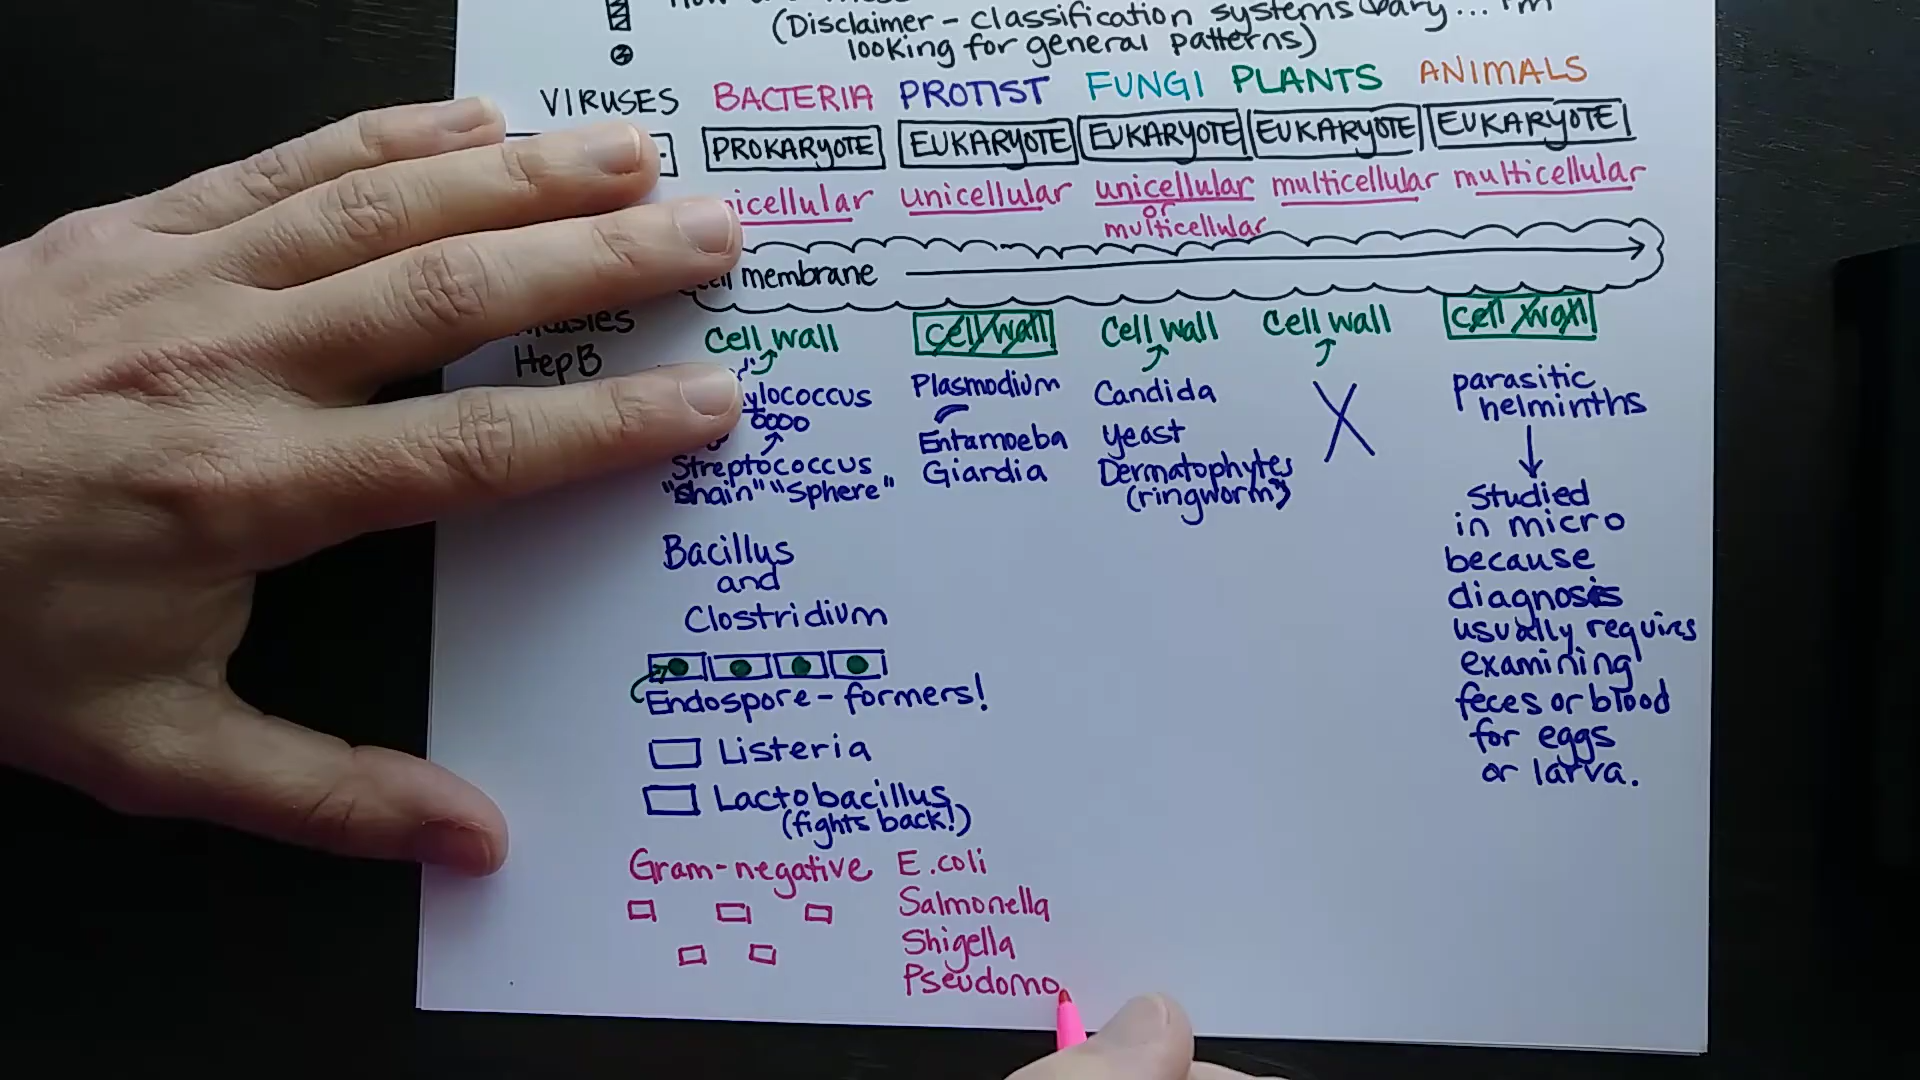 (Disclaimer - classification systems vary... I'm
looking for general patterns)
VIRUSES BACTERIA PROTIST FUNGI PLANTS ANIMALS
PROKARYOTE EUKARYOTE EUKARYOTE EUKARYOTE EUKARYOTE
unicellular unicellular multicellular multicellular
or
multicellular
membrane
Cell wall cell wall Cell wall Cell wall cell wall
HepB
Plasmodium
Entamoeba
Giardia
Candida
Yeast
Dermatophytes
(ringworm)
X
parasitic
helminths
Studied
in micro
because
diagnosis
usually requires
examining
feces or blood
for eggs
or larva.
Streptococcus
"chain" "sphere"
Bacillus
and
Clostridium
Endospore-formers!
Listeria
Lactobacillus
(fights back!)
Gram-negative
E.coli
Salmonella
Shigella
Pseudomo